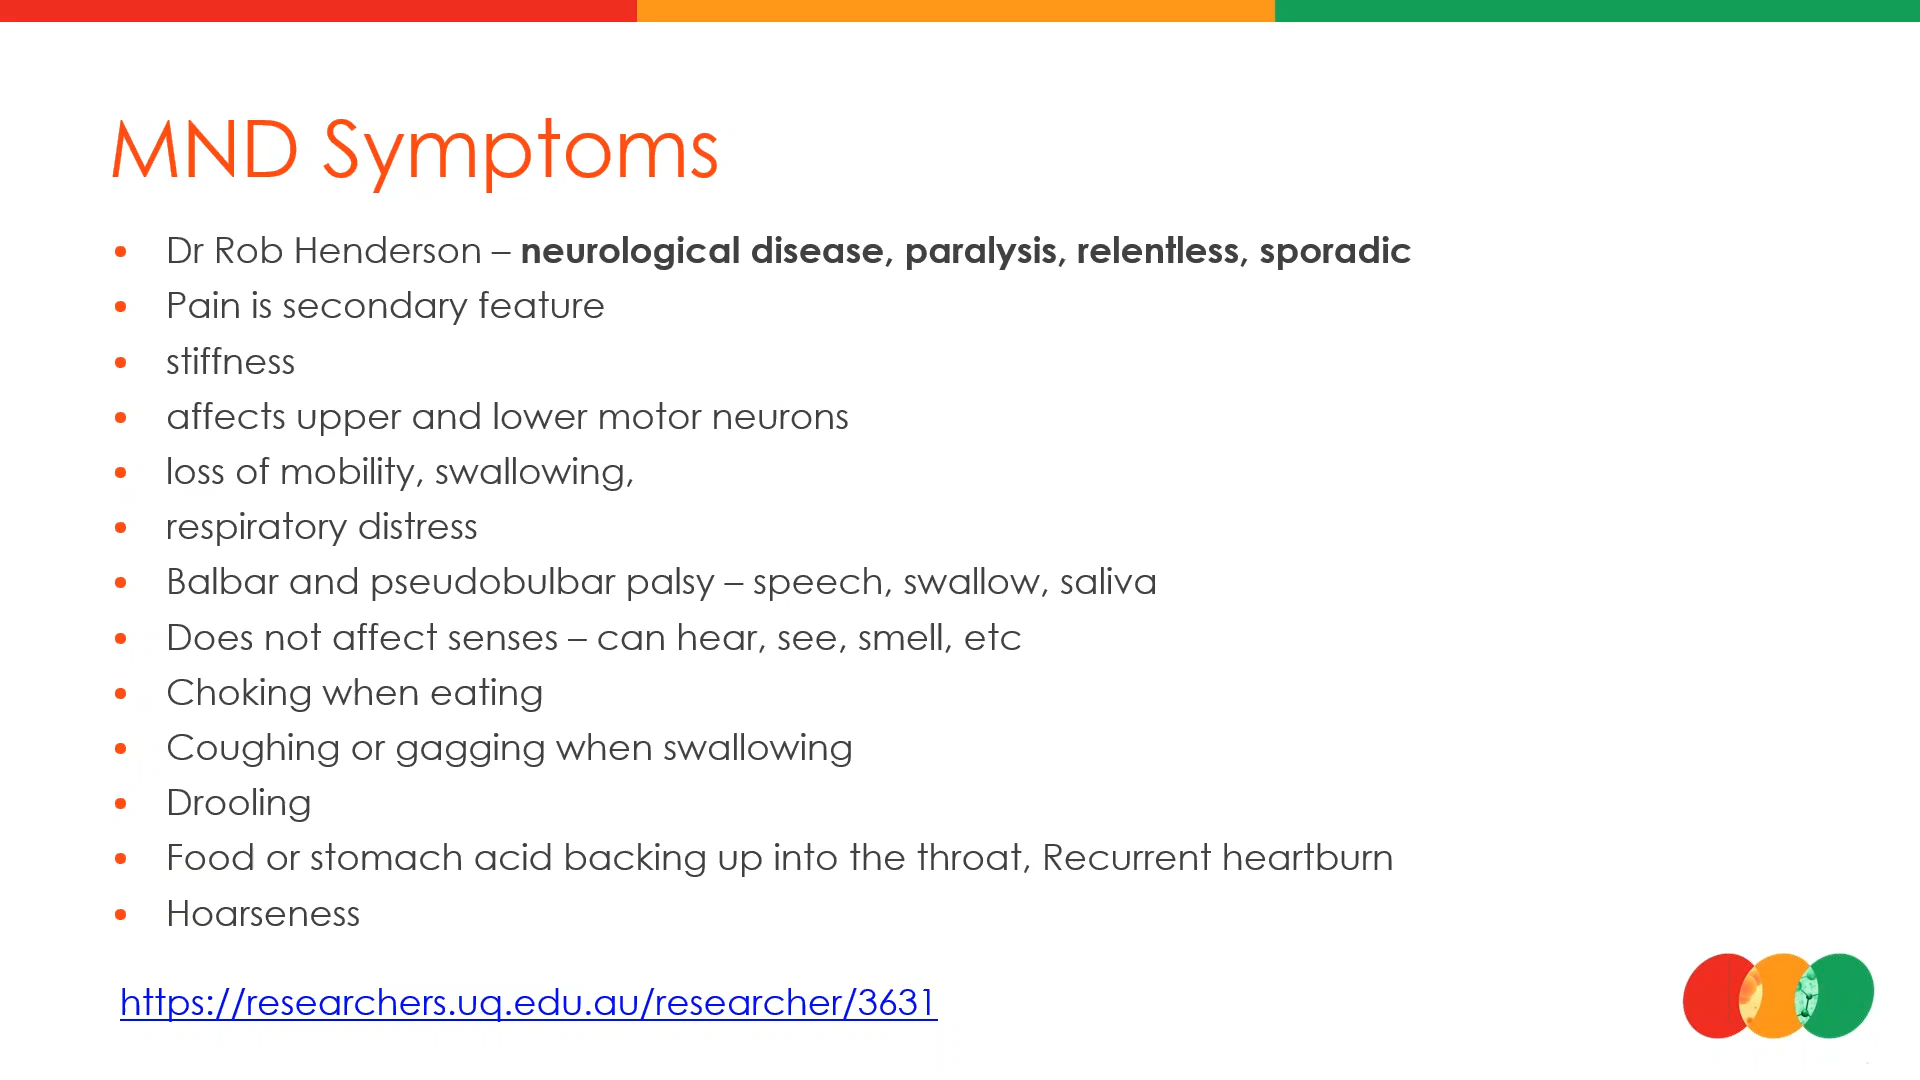 MND Symptoms
• Dr Rob Henderson – neurological disease, paralysis, relentless, sporadic
• Pain is secondary feature
• stiffness
• affects upper and lower motor neurons
• loss of mobility, swallowing,
• respiratory distress
• Balbar and pseudobulbar palsy – speech, swallow, saliva
• Does not affect senses – can hear, see, smell, etc
• Choking when eating
• Coughing or gagging when swallowing
• Drooling
• Food or stomach acid backing up into the throat, Recurrent heartburn
• Hoarseness
https://researchers.uq.edu.au/researcher/3631